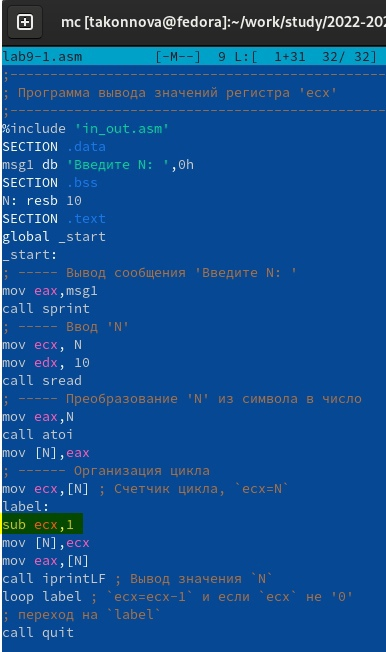 mc [takonnova@fedora]:~/work/study/2022-202
lab9-1.asm [-M--] 9 L:[ 1+31 32/ 32]
;--------------------------------------------
; Программа вывода значений регистра 'ecx'
;--------------------------------------------
%include 'in_out.asm'
SECTION .data
msg1 db 'Введите N: ',0h
SECTION .bss
N: resb 10
SECTION .text
global _start
_start:
; ----- Вывод сообщения 'Введите N: '
mov eax,msg1
call sprint
; ----- Ввод 'N'
mov ecx, N
mov edx, 10
call sread
; ----- Преобразование 'N' из символа в число
mov eax,N
call atoi
mov [N],eax
; ------ Организация цикла
mov ecx,[N] ; Счетчик цикла, `ecx=N`
label:
sub ecx,1
mov [N],ecx
mov eax,[N]
call iprintLF ; Вывод значения `N`
loop label ; `ecx=ecx-1` и если `ecx` не '0'
; переход на `label`
call quit